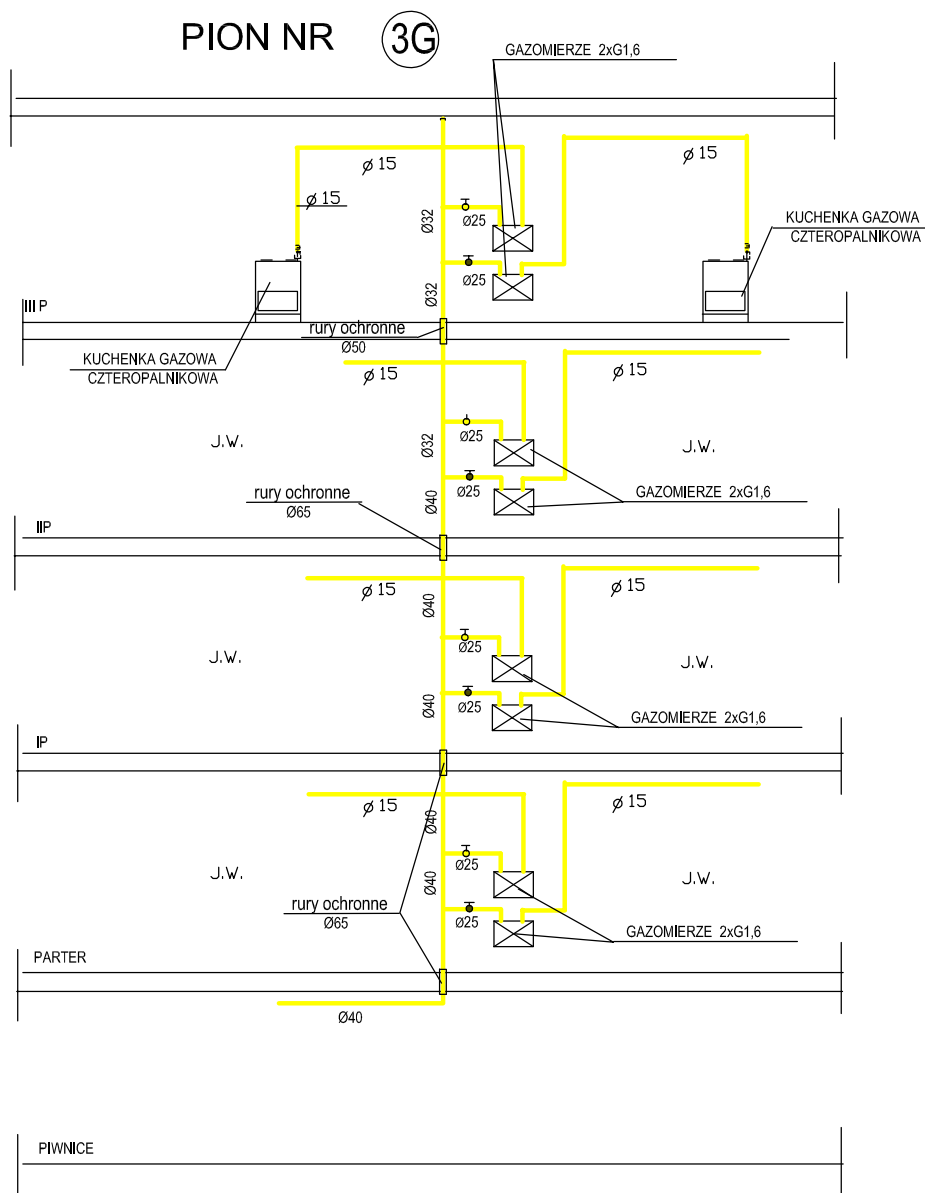 PION NR 3G
GAZOMIERZE 2xG1,6
ø 15
ø 15
ø 15
Ø32
Ø25
KUCHENKA GAZOWA
CZTEROPALNIKOWA
Ø25
Ø32
III P
rury ochronne
Ø50
KUCHENKA GAZOWA
CZTEROPALNIKOWA
ø 15
ø 15
J.W.
Ø32
Ø25
J.W.
rury ochronne
Ø65
Ø40
Ø25
GAZOMIERZE 2xG1,6
IIP
ø 15
Ø40
ø 15
J.W.
Ø25
J.W.
Ø40
Ø25
GAZOMIERZE 2xG1,6
IP
ø 15
Ø40
ø 15
J.W.
Ø25
J.W.
Ø40
rury ochronne
Ø65
Ø25
GAZOMIERZE 2xG1,6
PARTER
Ø40
PIWNICE